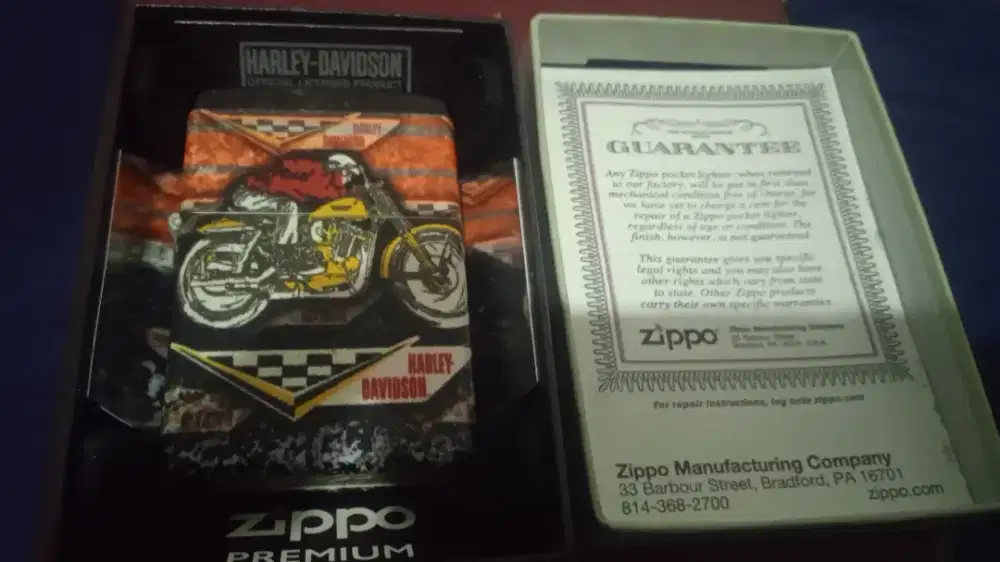 HARLEY-DAVIDSON
OFFICIAL LICENSED PRODUCT
HARLEY
DAVIDSON
HARLEY-
DAVIDSON
zippo
PREMIUM
GUARANTEE
Any Zippo pocket lighter, when returned
to our factory, will be put in first class
mechanical condition free of charge, for
we have yet to charge a cent for the
repair of a Zippo pocket lighter,
regardless of age or condition. The
finish, however, is not guaranteed.
This guarantee gives you specific
legal rights and you may also have
other rights which vary from state
to state. Other Zippo products
carry their own specific warranties.
zippo
Zippo Manufacturing Company
For repair instructions, log onto zippo.com
Zippo Manufacturing Company
33 Barbour Street, Bradford, PA 16701
814-368-2700
zippo.com